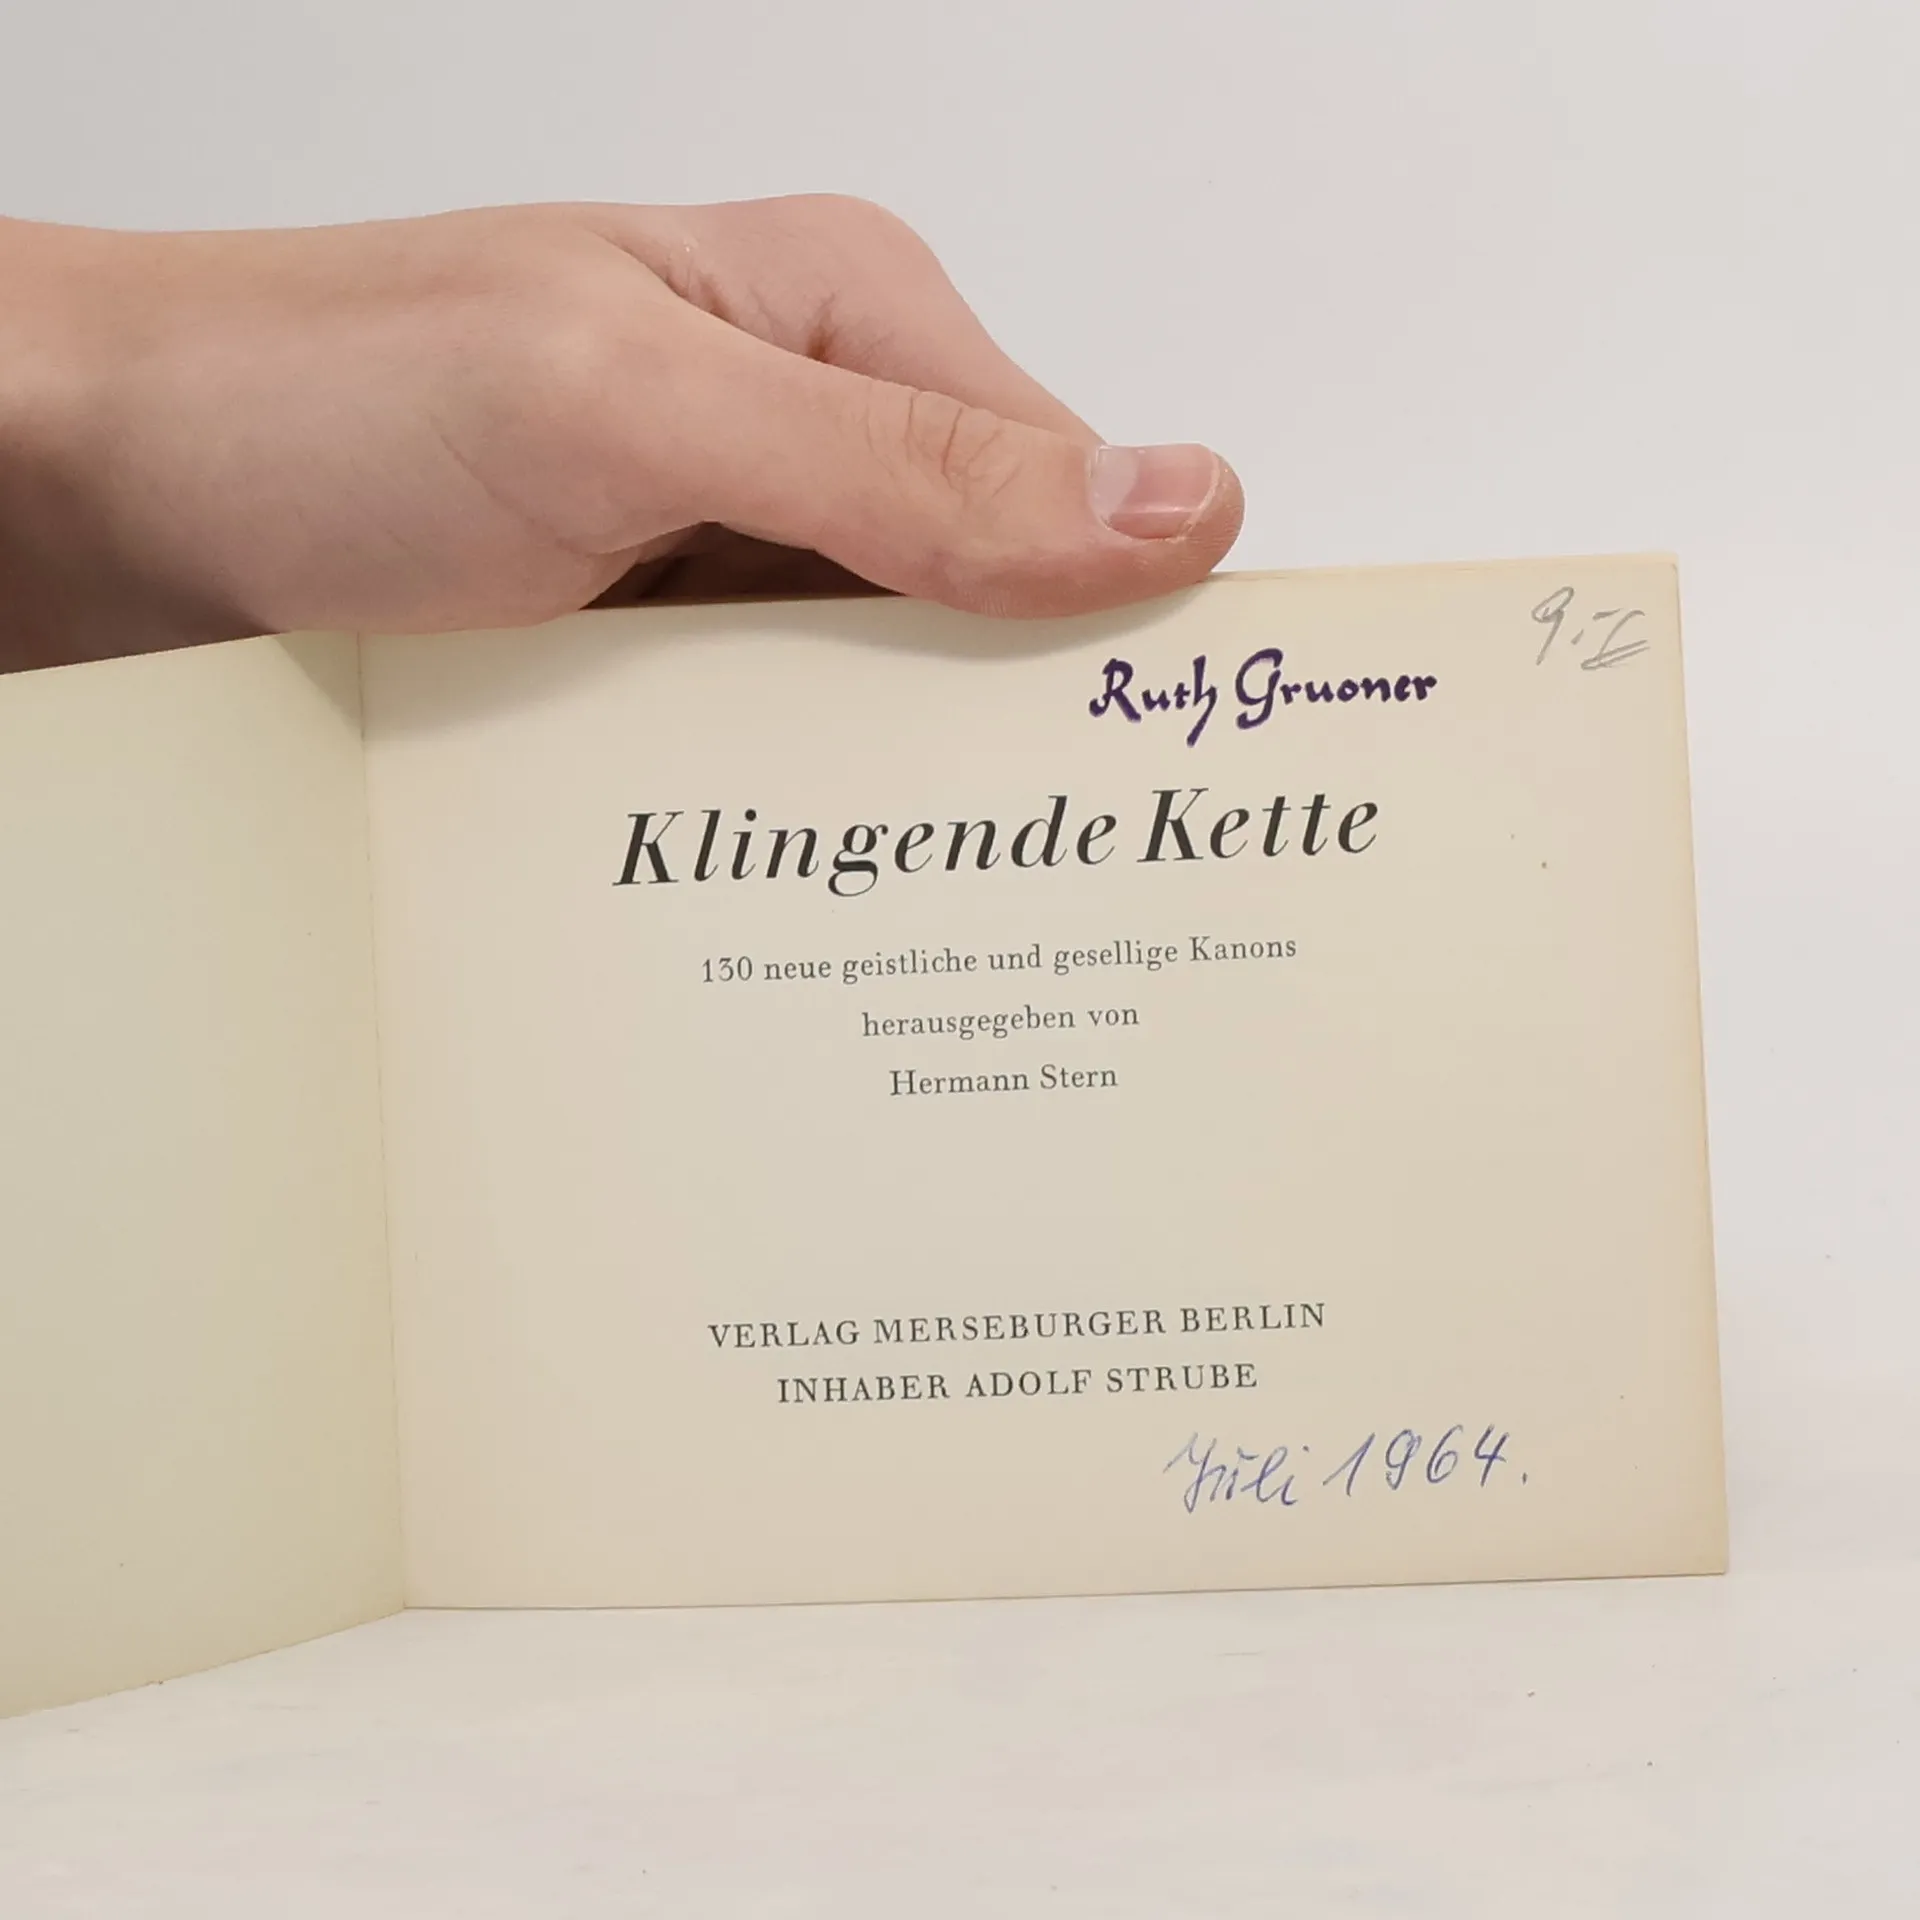 Ruth Gruoner
Klingende Kette
130 neue geistliche und gesellige Kanons
herausgegeben von
Hermann Stern
VERLAG MERSEBURGER BERLIN
INHABER ADOLF STRUBE
Juli 1964.